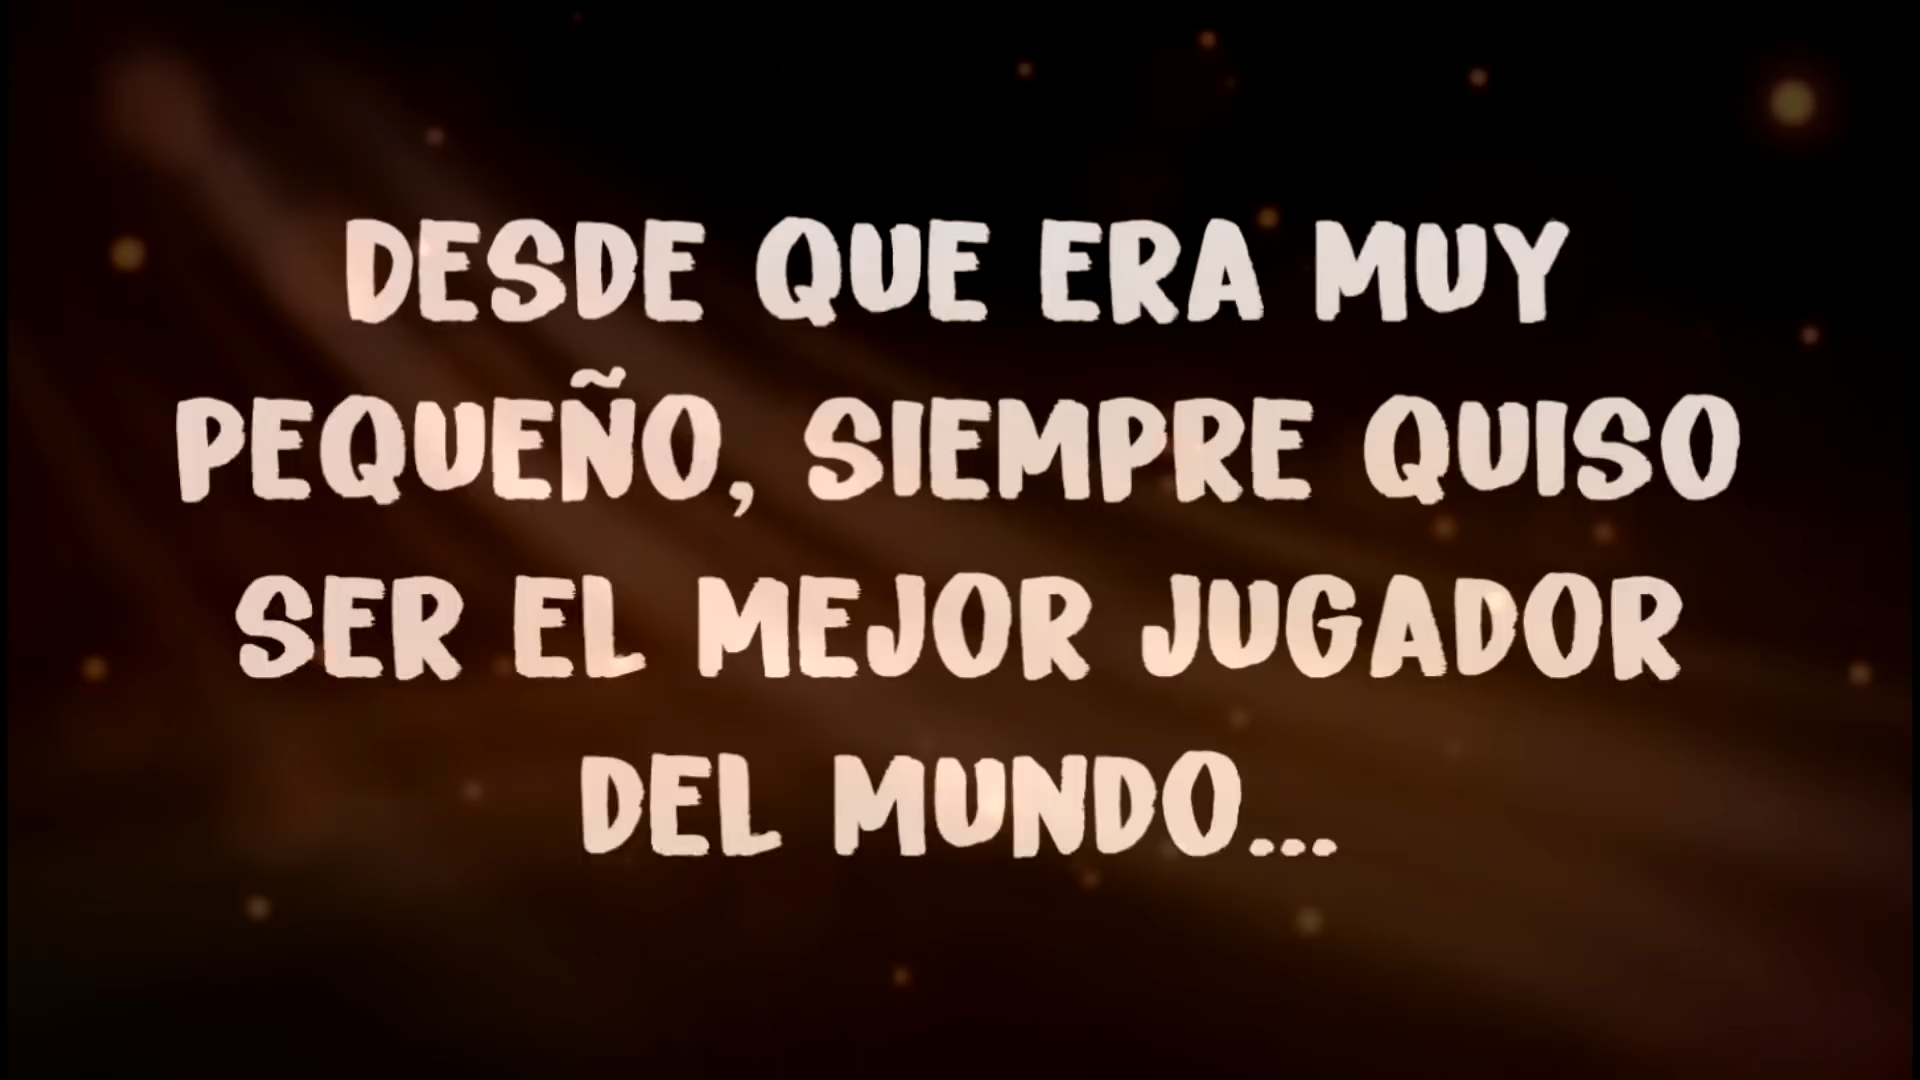 DESDE QUE ERA MUY
PEQUEÑO, SIEMPRE QUISO
SER EL MEJOR JUGADOR
DEL MUNDO...